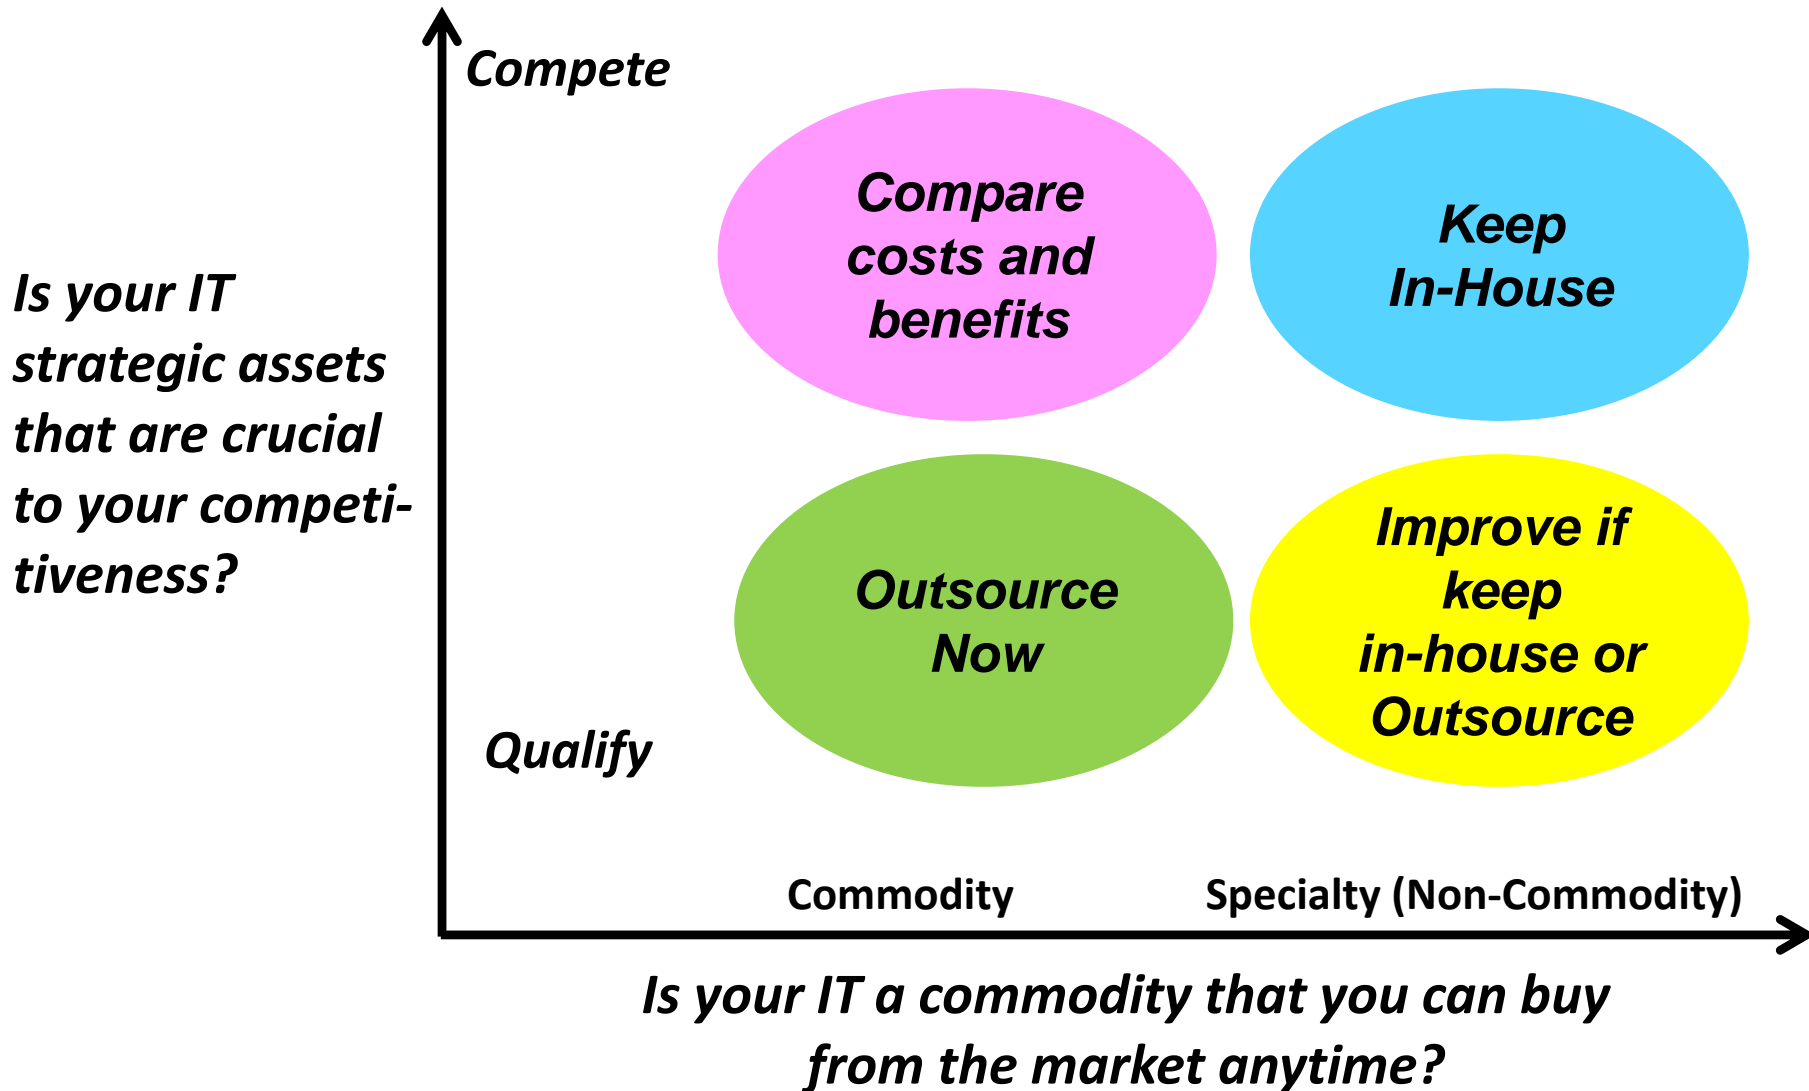 Compete
Compare
costs and
benefits
Keep
In-House
Is your IT
strategic assets
that are crucial
to your competi-
tiveness?
Outsource
Now
Improve if
keep
in-house or
Outsource
Qualify
Commodity
Specialty (Non-Commodity)
Is your IT a commodity that you can buy
from the market anytime?